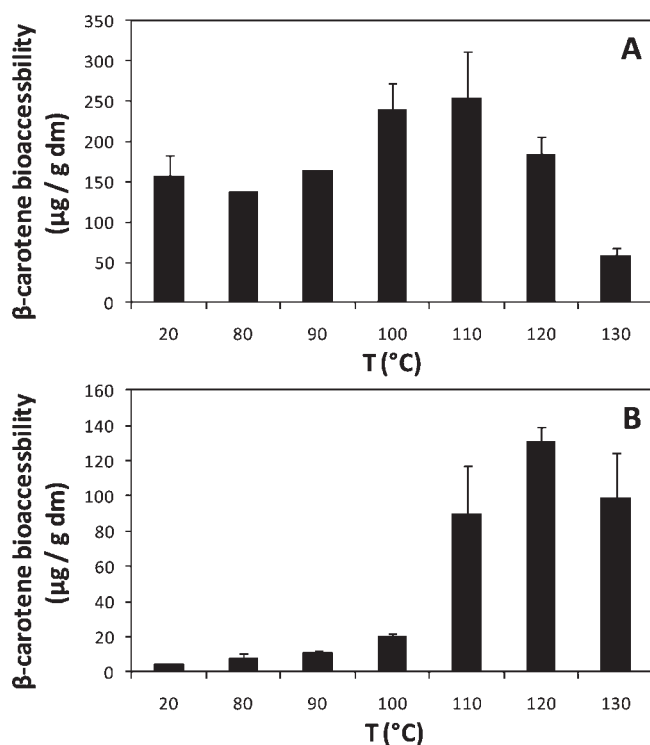 350
300
250
200
150
100
50
0
β-carotene bioaccessbility
(µg / g dm)
A
20 80 90 100 110 120 130
T (°C)
160
140
120
100
80
60
40
20
0
β-carotene bioaccessbility
(µg / g dm)
B
20 80 90 100 110 120 130
T (°C)